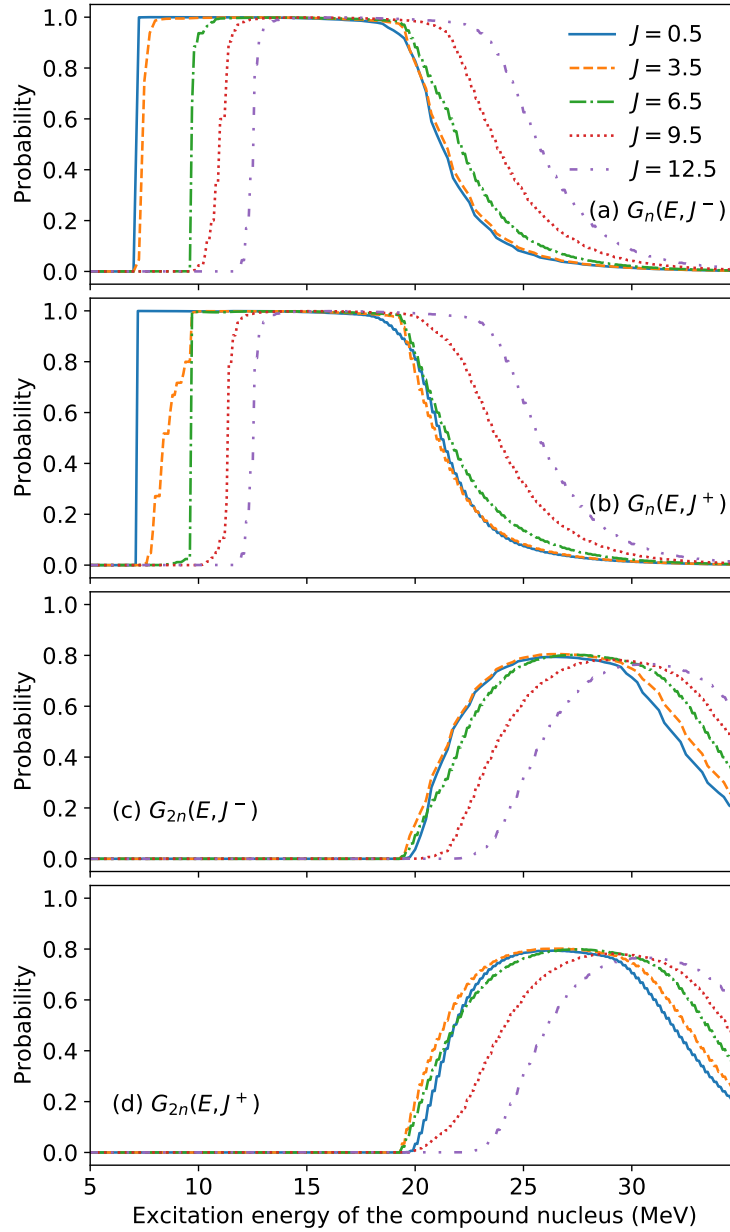 1.0
0.8
0.6
0.4
0.2
0.0
Probability
J = 0.5
J = 3.5
J = 6.5
J = 9.5
J = 12.5
(a) Gₙ(E, J⁻)
1.0
0.8
0.6
0.4
0.2
0.0
Probability
(b) Gₙ(E, J⁺)
1.0
0.8
0.6
0.4
0.2
0.0
Probability
(c) G₂ₙ(E, J⁻)
1.0
0.8
0.6
0.4
0.2
0.0
Probability
(d) G₂ₙ(E, J⁺)
5 10 15 20 25 30
Excitation energy of the compound nucleus (MeV)